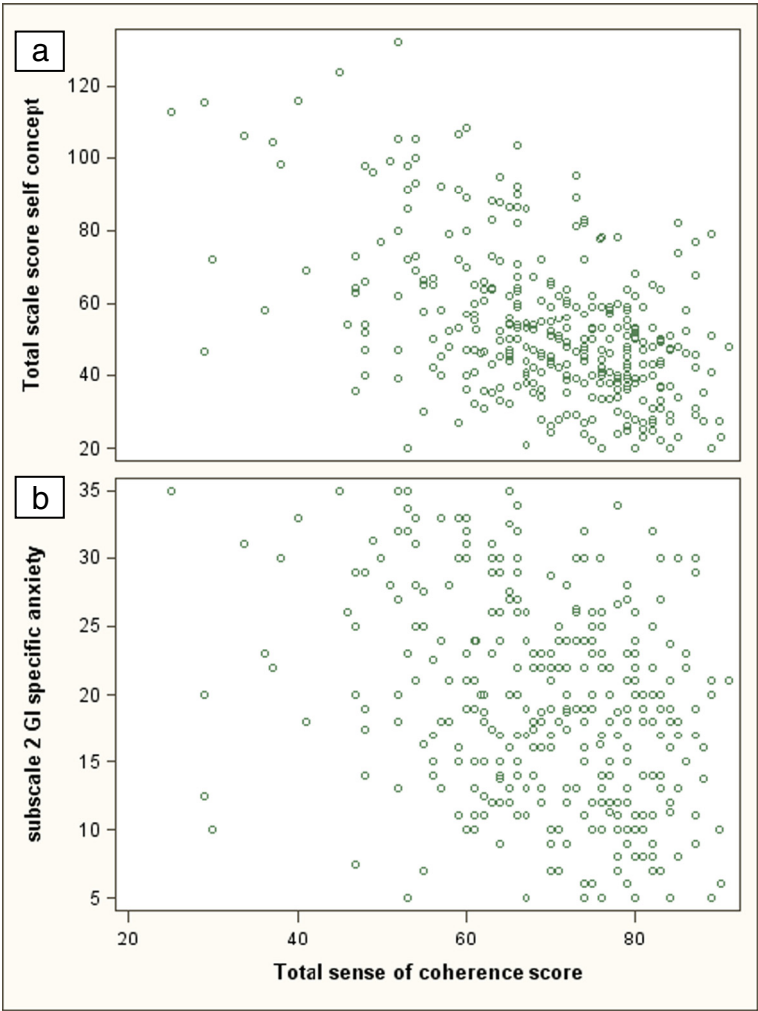 a
Total scale score self concept
120
100
80
60
40
20
b
subscale 2 GI specific anxiety
35
30
25
20
15
10
5
20 40 60 80
Total sense of coherence score